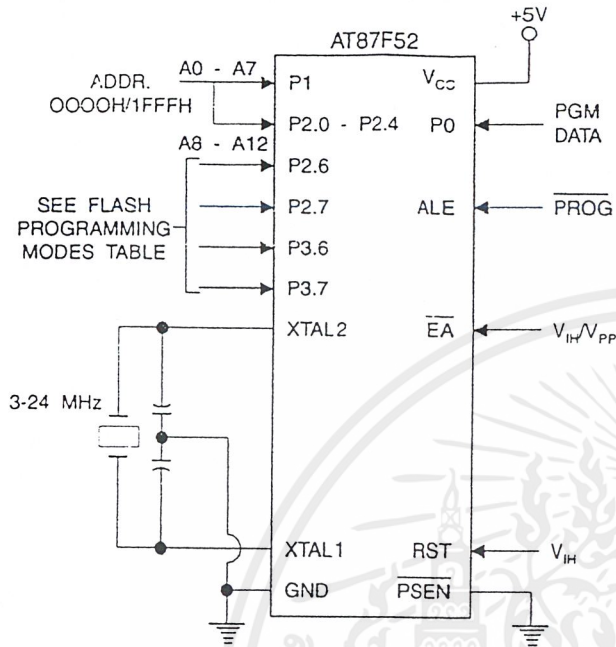 +5V
AT87F52
A0 - A7
ADDR.
0000H/1FFFH
P1
VCC
P2.0 - P2.4
P0
PGM
DATA
A8 - A12
P2.6
SEE FLASH
PROGRAMMING
MODES TABLE
P2.7
ALE
PROG
P3.6
P3.7
XTAL2
EA
VIH/VPP
3-24 MHz
XTAL1
RST
VIH
GND
PSEN